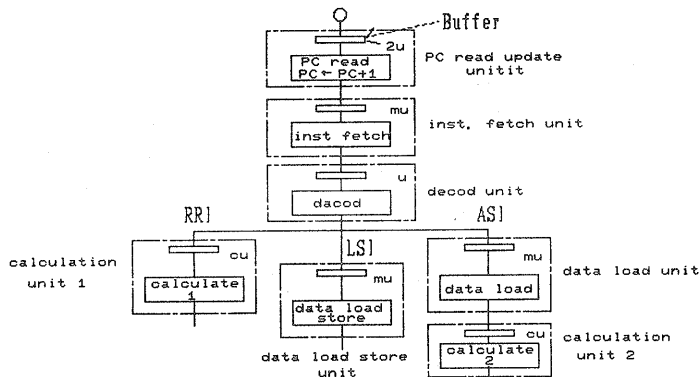 Buffer
2u
PC read
PC ← PC+1
PC read update
unitit
mu
inst fetch
inst. fetch unit
u
dacod
decod unit
RRI
LSI
ASI
calculation
unit 1
cu
calculate
1
mu
data load
store
data load store
unit
mu
data load
data load unit
cu
calculate
2
calculation
unit 2